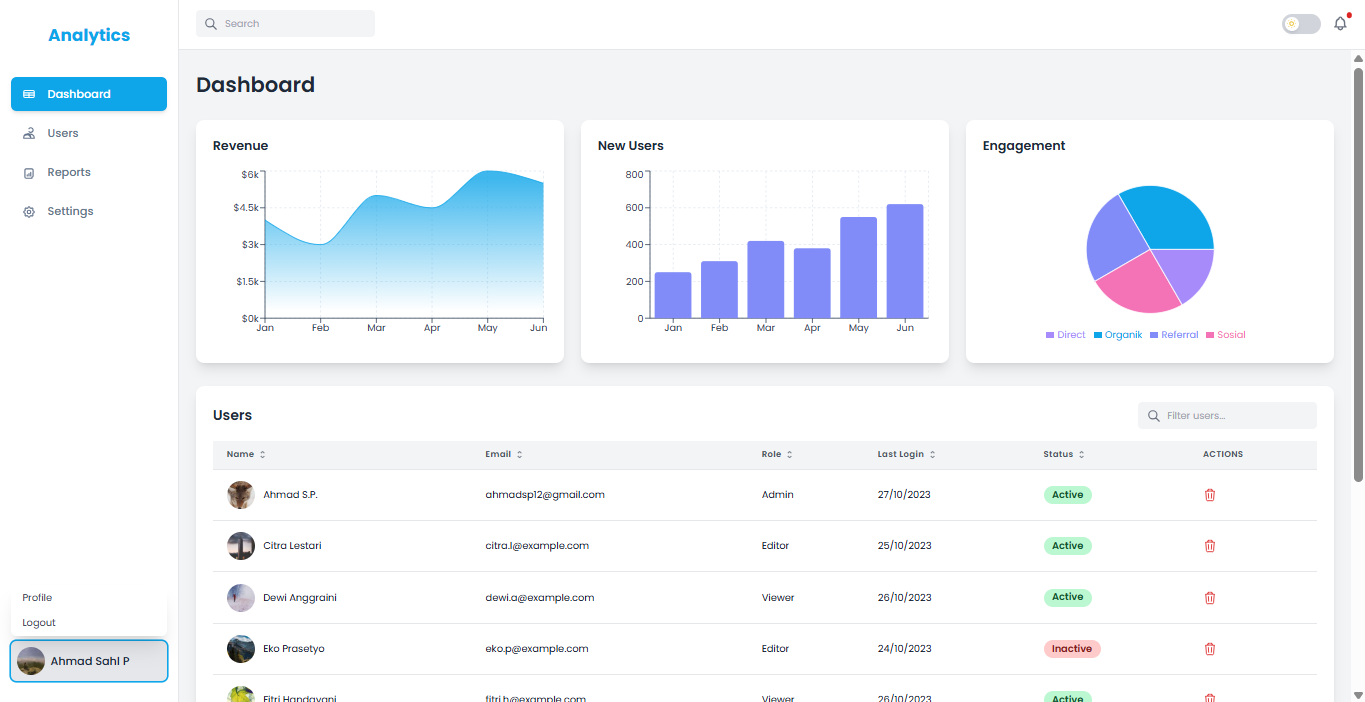 Analytics
Search
Dashboard
Users
Reports
Settings
Profile
Logout
Ahmad Sahl P
Dashboard
Revenue
$6k
$4.5k
$3k
$1.5k
$0k
Jan Feb Mar Apr May Jun
New Users
800
600
400
200
0
Jan Feb Mar Apr May Jun
Engagement
Direct Organik Referral Sosial
Users
Filter users...
Name Email Role Last Login Status ACTIONS
Ahmad S.P. ahmadsp12@gmail.com Admin 27/10/2023 Active
Citra Lestari citra.l@example.com Editor 25/10/2023 Active
Dewi Anggraini dewi.a@example.com Viewer 26/10/2023 Active
Eko Prasetyo eko.p@example.com Editor 24/10/2023 Inactive
Fitri Handayani fitri.h@example.com Viewer 26/10/2023 Active